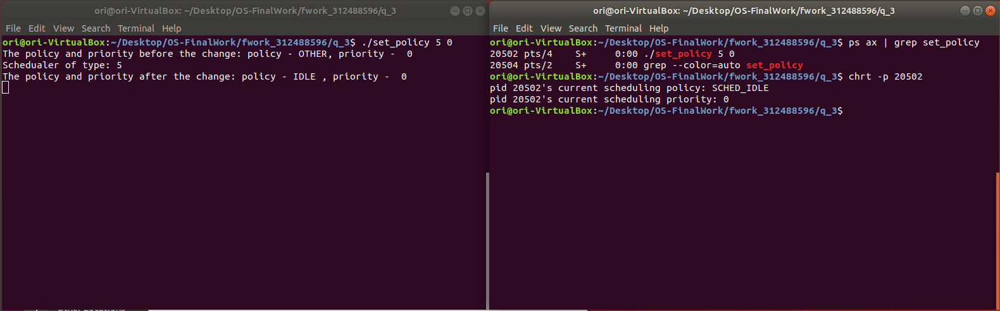 ori@ori-VirtualBox: ~/Desktop/OS-FinalWork/fwork_312488596/q_3
File Edit View Search Terminal Help
ori@ori-VirtualBox:~/Desktop/OS-FinalWork/fwork_312488596/q_3$ ./set_policy 5 0
The policy and priority before the change: policy - OTHER, priority -  0
Schedualer of type: 5
The policy and priority after the change: policy - IDLE , priority -  0
ori@ori-VirtualBox: ~/Desktop/OS-FinalWork/fwork_312488596/q_3
File Edit View Search Terminal Help
ori@ori-VirtualBox:~/Desktop/OS-FinalWork/fwork_312488596/q_3$ ps ax | grep set_policy
20502 pts/4    S+     0:00 ./set_policy 5 0
20504 pts/2    S+     0:00 grep --color=auto set_policy
ori@ori-VirtualBox:~/Desktop/OS-FinalWork/fwork_312488596/q_3$ chrt -p 20502
pid 20502's current scheduling policy: SCHED_IDLE
pid 20502's current scheduling priority: 0
ori@ori-VirtualBox:~/Desktop/OS-FinalWork/fwork_312488596/q_3$